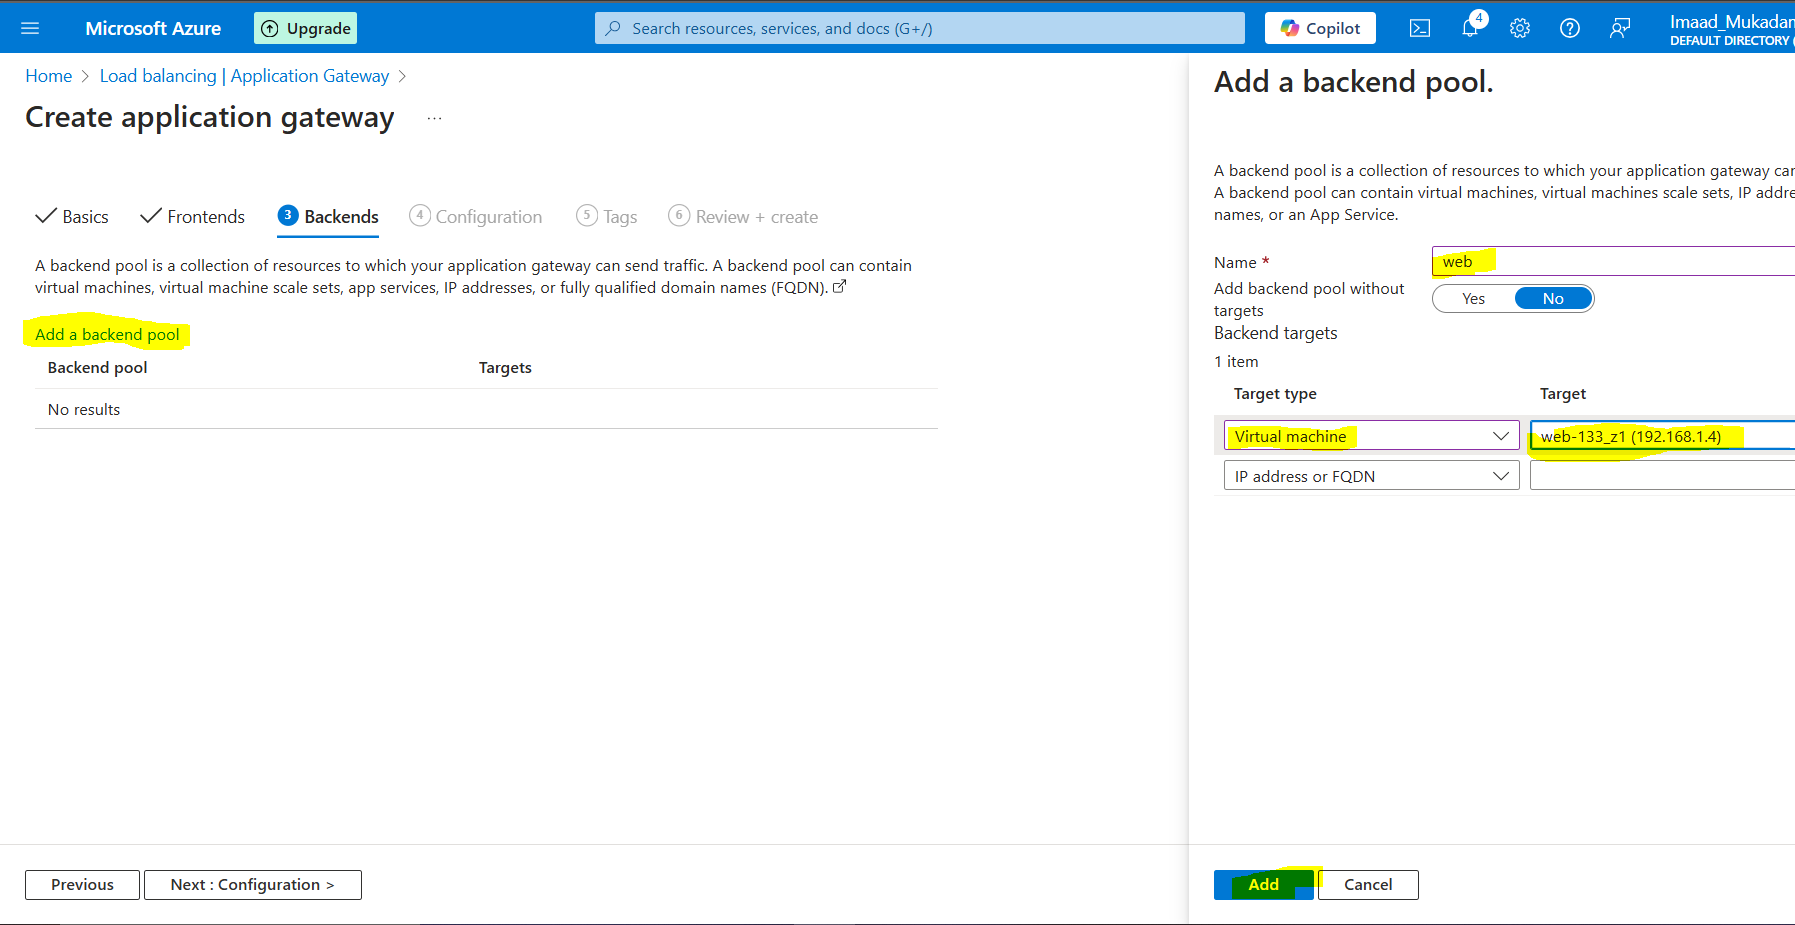 Microsoft Azure
Upgrade
Search resources, services, and docs (G+/)
Copilot
4
Imaad_Mukadam
DEFAULT DIRECTORY (
Home > Load balancing | Application Gateway >
Create application gateway ...
Basics
Frontends
3 Backends
4 Configuration
5 Tags
6 Review + create
A backend pool is a collection of resources to which your application gateway can send traffic. A backend pool can contain
virtual machines, virtual machine scale sets, app services, IP addresses, or fully qualified domain names (FQDN).
Add a backend pool
Backend pool Targets
No results
Previous
Next : Configuration >
Add a backend pool.
A backend pool is a collection of resources to which your application gateway can
A backend pool can contain virtual machines, virtual machines scale sets, IP addre
names, or an App Service.
Name * web
Add backend pool without
targets
Yes No
Backend targets
1 item
Target type Target
Virtual machine web-133_z1 (192.168.1.4)
IP address or FQDN
Add
Cancel